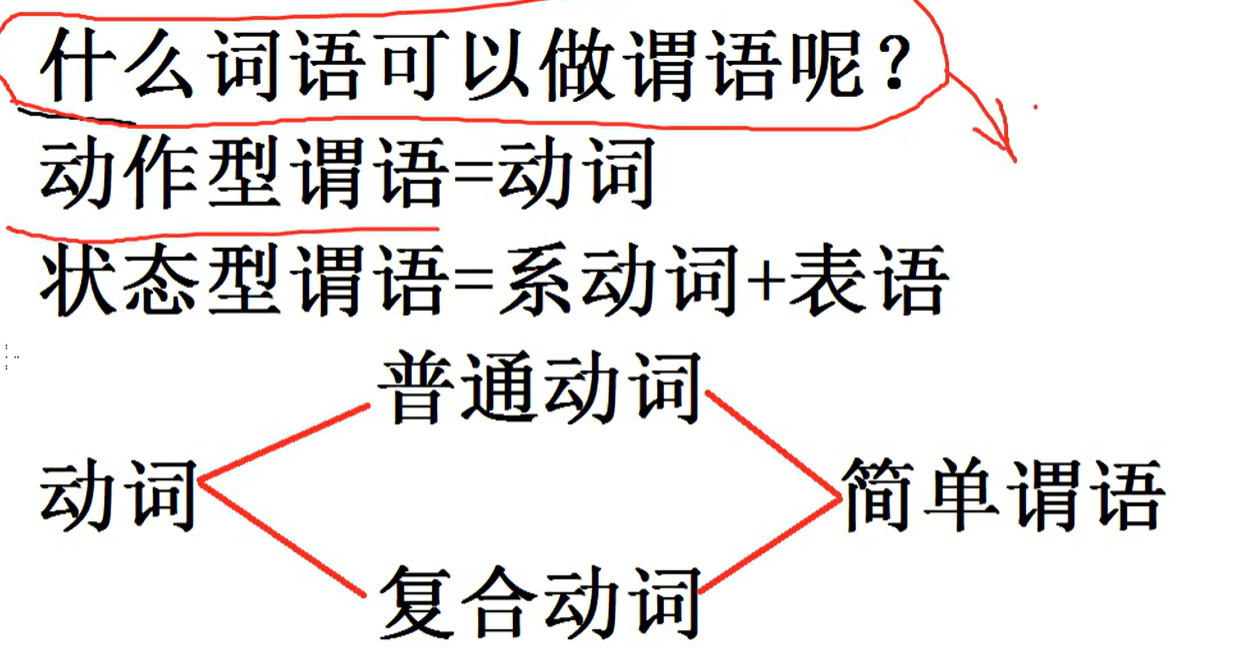 什么词语可以做谓语呢？
动作型谓语=动词
状态型谓语=系动词+表语
普通动词
动词
简单谓语
复合动词